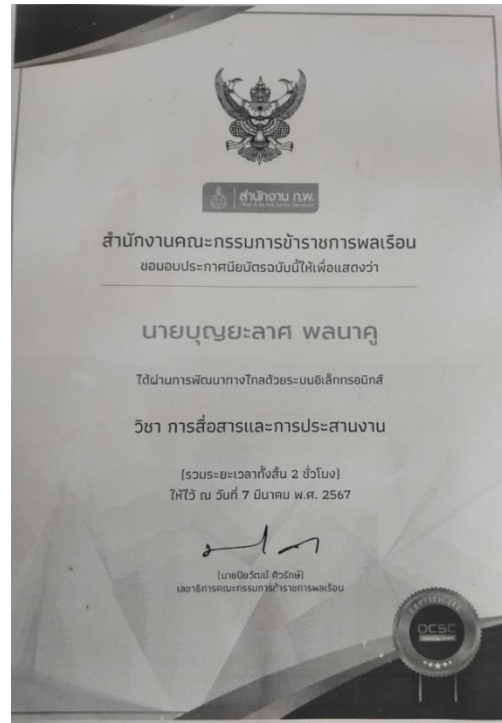 สำนักงาน ก.พ.
สำนักงานคณะกรรมการข้าราชการพลเรือน
ขอมอบประกาศนียบัตรฉบับนี้ให้เพื่อแสดงว่า
นายบุญยะลาศ พลนาคู
ได้ผ่านการพัฒนาทางไกลด้วยระบบอิเล็กทรอนิกส์
วิชา การสื่อสารและการประสานงาน
(รวมระยะเวลาทั้งสิ้น 2 ชั่วโมง)
ให้ไว้ ณ วันที่ 7 มีนาคม พ.ศ. 2567
(นายปิยวัฒน์ ศิวรักษ์)
เลขาธิการคณะกรรมการข้าราชการพลเรือน
CERTIFICATE
OCSC